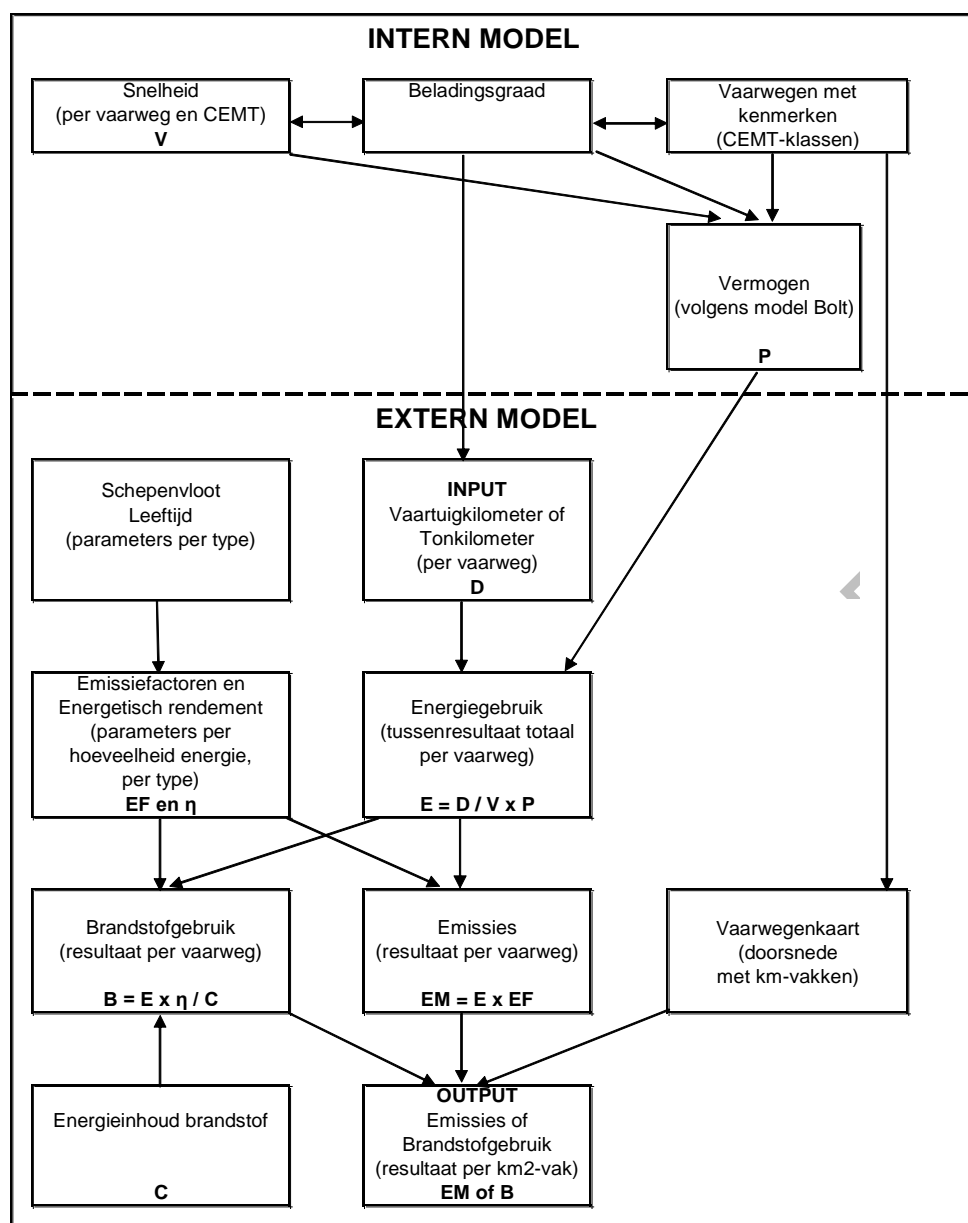 INTERN MODEL
Snelheid
(per vaarweg en CEMT)
V
Beladingsgraad
Vaarwegen met
kenmerken
(CEMT-klassen)
Vermogen
(volgens model Bolt)
P
EXTERN MODEL
Schepenvloot
Leeftijd
(parameters per type)
INPUT
Vaartuigkilometer of
Tonkilometer
(per vaarweg)
D
Emissiefactoren en
Energetisch rendement
(parameters per
hoeveelheid energie,
per type)
EF en η
Energiegebruik
(tussenresultaat totaal
per vaarweg)
E = D / V x P
Brandstofgebruik
(resultaat per vaarweg)
B = E x η / C
Emissies
(resultaat per vaarweg)
EM = E x EF
Vaarwegenkaart
(doorsnede
met km-vakken)
Energieinhoud brandstof
C
OUTPUT
Emissies of
Brandstofgebruik
(resultaat per km2-vak)
EM of B